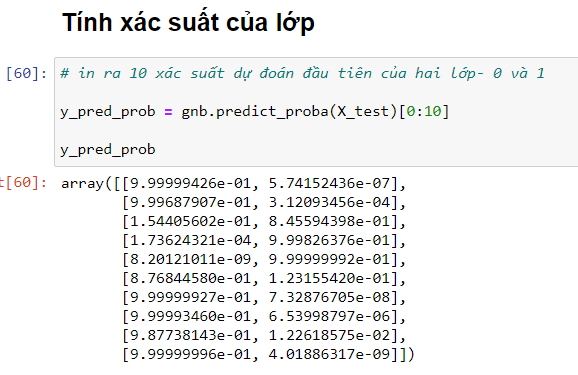 Tính xác suất của lớp
[60]: # in ra 10 xác suất dự đoán đầu tiên của hai lớp- 0 và 1
y_pred_prob = gnb.predict_proba(X_test)[0:10]
y_pred_prob
t[60]: array([[9.99999426e-01, 5.74152436e-07],
[9.99687907e-01, 3.12093456e-04],
[1.54405602e-01, 8.45594398e-01],
[1.73624321e-04, 9.99826376e-01],
[8.20121011e-09, 9.99999992e-01],
[8.76844580e-01, 1.23155420e-01],
[9.99999927e-01, 7.32876705e-08],
[9.99993460e-01, 6.53998797e-06],
[9.87738143e-01, 1.22618575e-02],
[9.99999996e-01, 4.01886317e-09]])